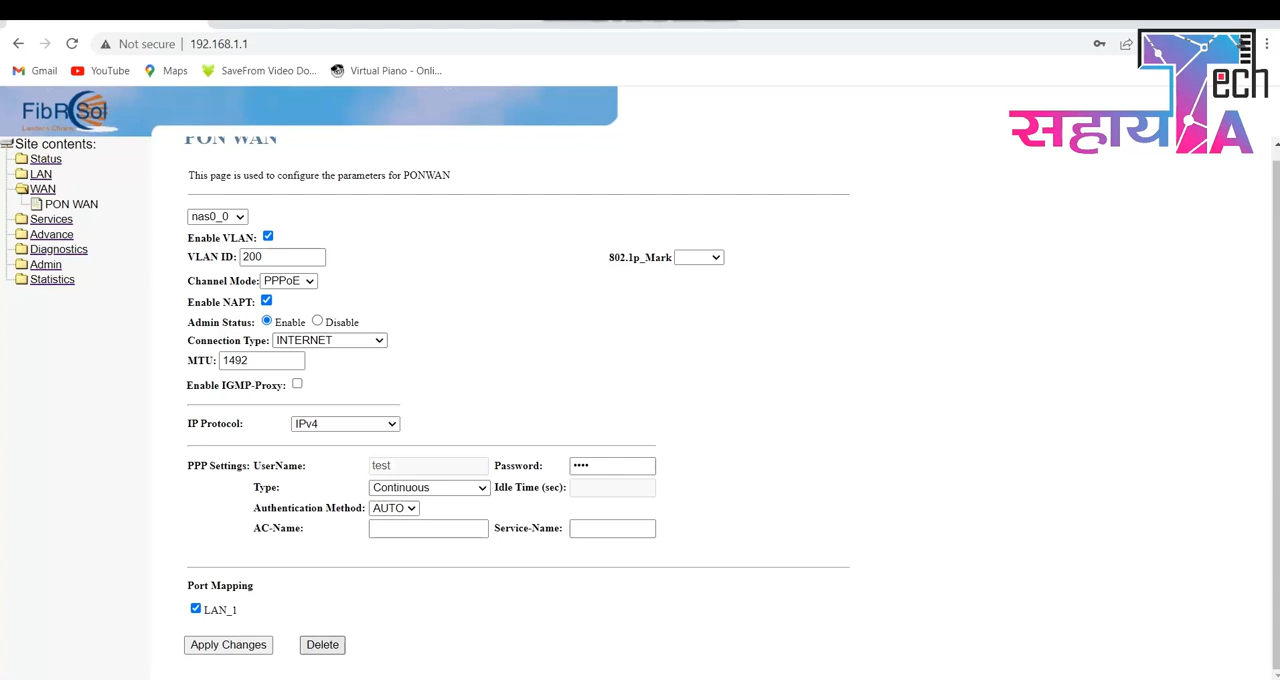 Not secure | 192.168.1.1
Gmail YouTube Maps SaveFrom Video Do... Virtual Piano - Onli...
Tech
सहायTA
FibRSol
Leader's Choice
Site contents:
Status
LAN
WAN
PON WAN
Services
Advance
Diagnostics
Admin
Statistics
PON WAN
This page is used to configure the parameters for PONWAN
nas0_0
Enable VLAN:
VLAN ID: 200 802.1p_Mark
Channel Mode: PPPoE
Enable NAPT:
Admin Status: Enable Disable
Connection Type: INTERNET
MTU: 1492
Enable IGMP-Proxy:
IP Protocol: IPv4
PPP Settings: UserName: test Password: ••••
Type: Continuous Idle Time (sec):
Authentication Method: AUTO
AC-Name: Service-Name:
Port Mapping
LAN_1
Apply Changes Delete